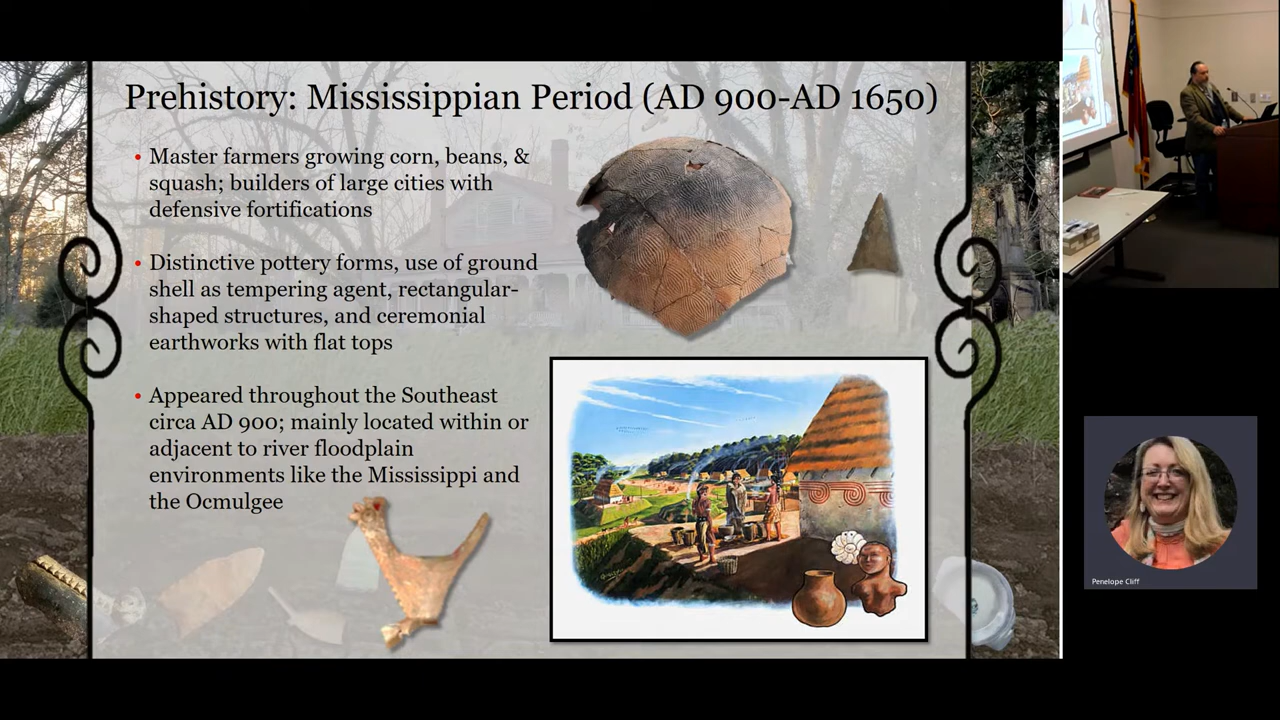 Prehistory: Mississippian Period (AD 900-AD 1650)
• Master farmers growing corn, beans, &
squash; builders of large cities with
defensive fortifications
• Distinctive pottery forms, use of ground
shell as tempering agent, rectangular-
shaped structures, and ceremonial
earthworks with flat tops
• Appeared throughout the Southeast
circa AD 900; mainly located within or
adjacent to river floodplain
environments like the Mississippi and
the Ocmulgee
Penelope Cliff